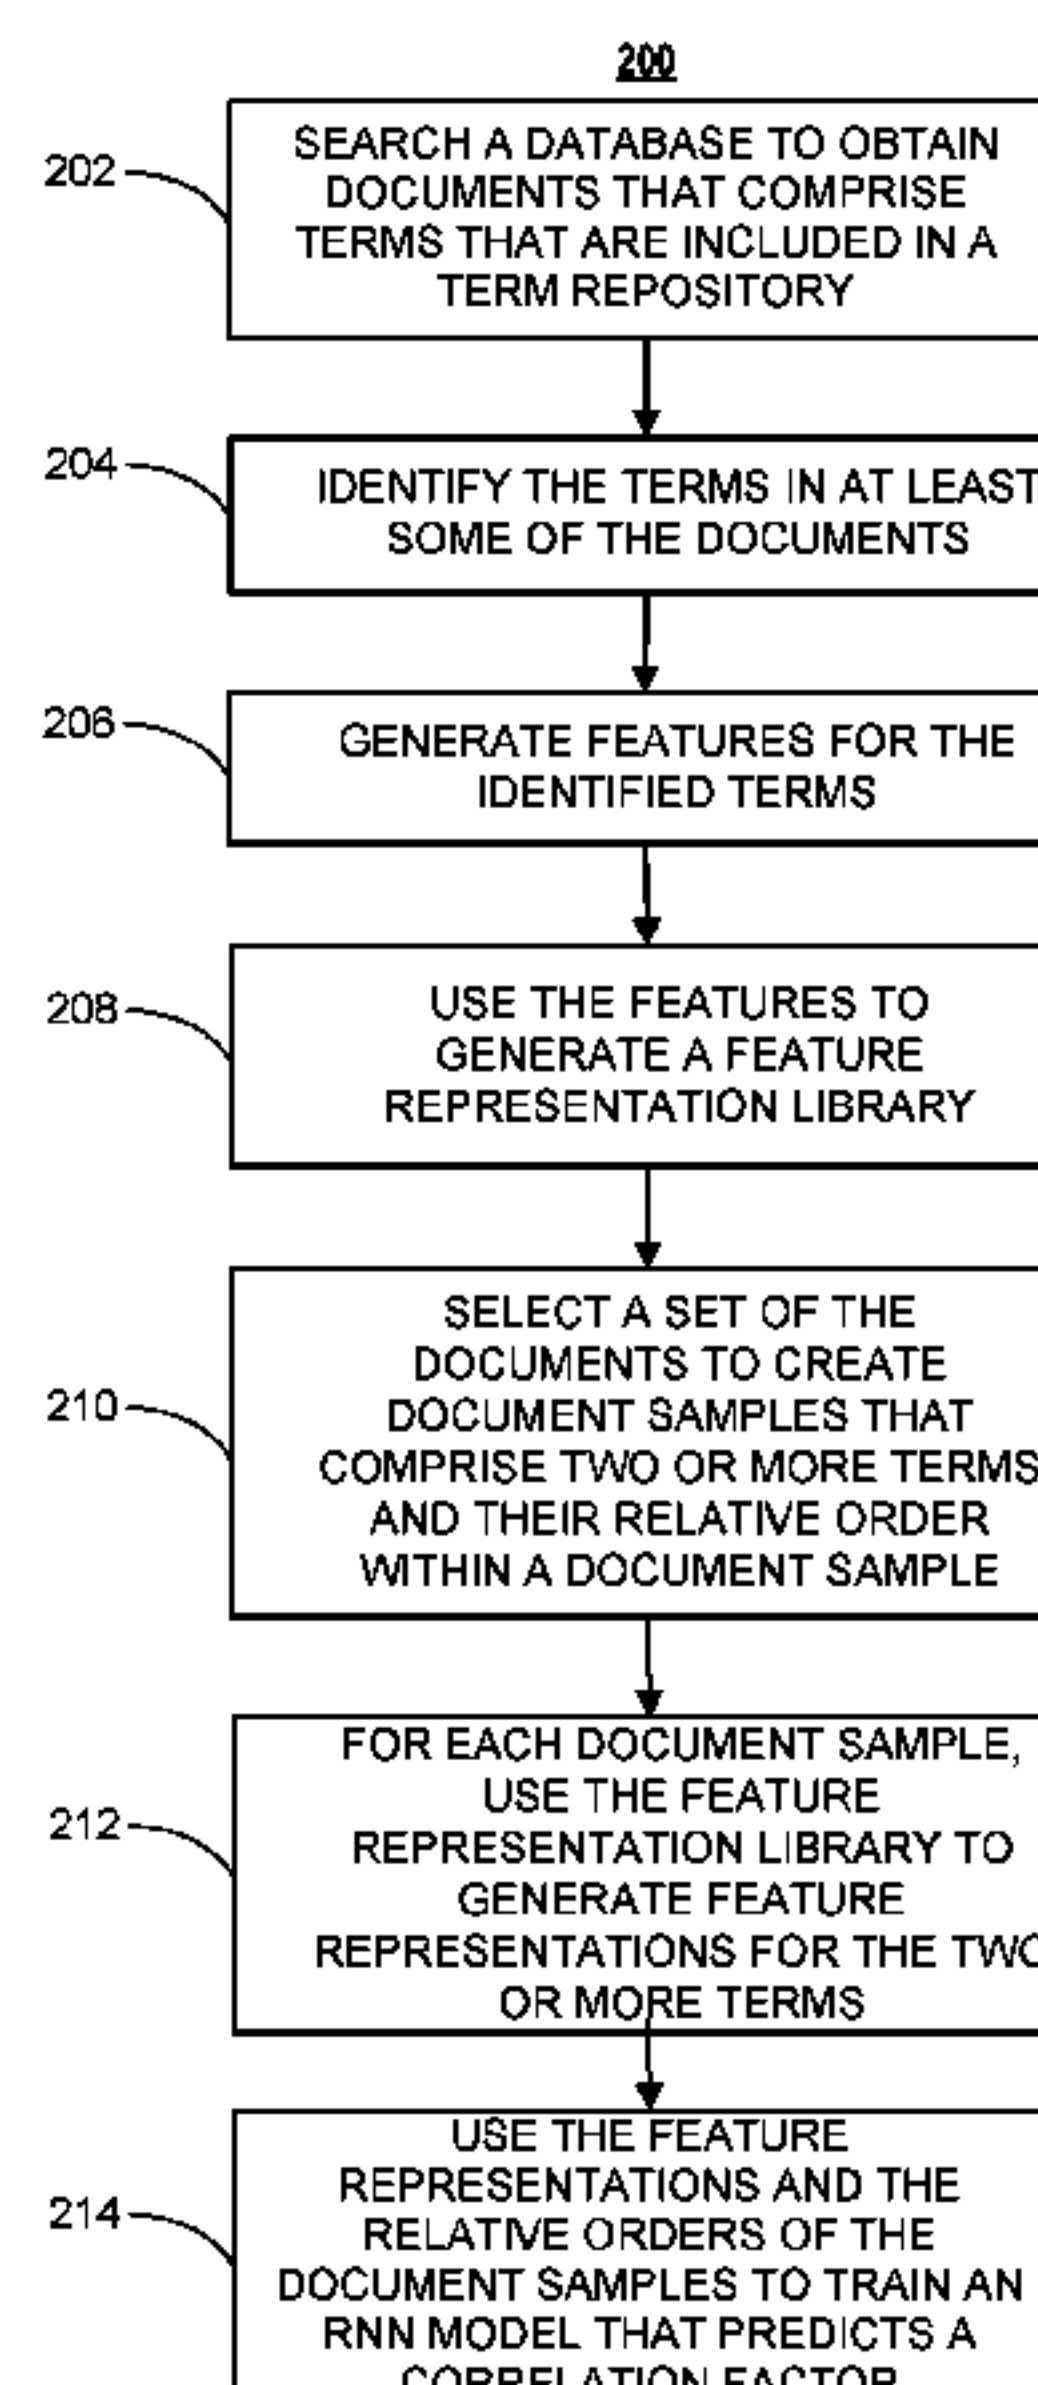 200
202
SEARCH A DATABASE TO OBTAIN
DOCUMENTS THAT COMPRISE
TERMS THAT ARE INCLUDED IN A
TERM REPOSITORY
204
IDENTIFY THE TERMS IN AT LEAST
SOME OF THE DOCUMENTS
206
GENERATE FEATURES FOR THE
IDENTIFIED TERMS
208
USE THE FEATURES TO
GENERATE A FEATURE
REPRESENTATION LIBRARY
210
SELECT A SET OF THE
DOCUMENTS TO CREATE
DOCUMENT SAMPLES THAT
COMPRISE TWO OR MORE TERMS
AND THEIR RELATIVE ORDER
WITHIN A DOCUMENT SAMPLE
212
FOR EACH DOCUMENT SAMPLE,
USE THE FEATURE
REPRESENTATION LIBRARY TO
GENERATE FEATURE
REPRESENTATIONS FOR THE TWO
OR MORE TERMS
214
USE THE FEATURE
REPRESENTATIONS AND THE
RELATIVE ORDERS OF THE
DOCUMENT SAMPLES TO TRAIN AN
RNN MODEL THAT PREDICTS A
CORRELATION FACTOR